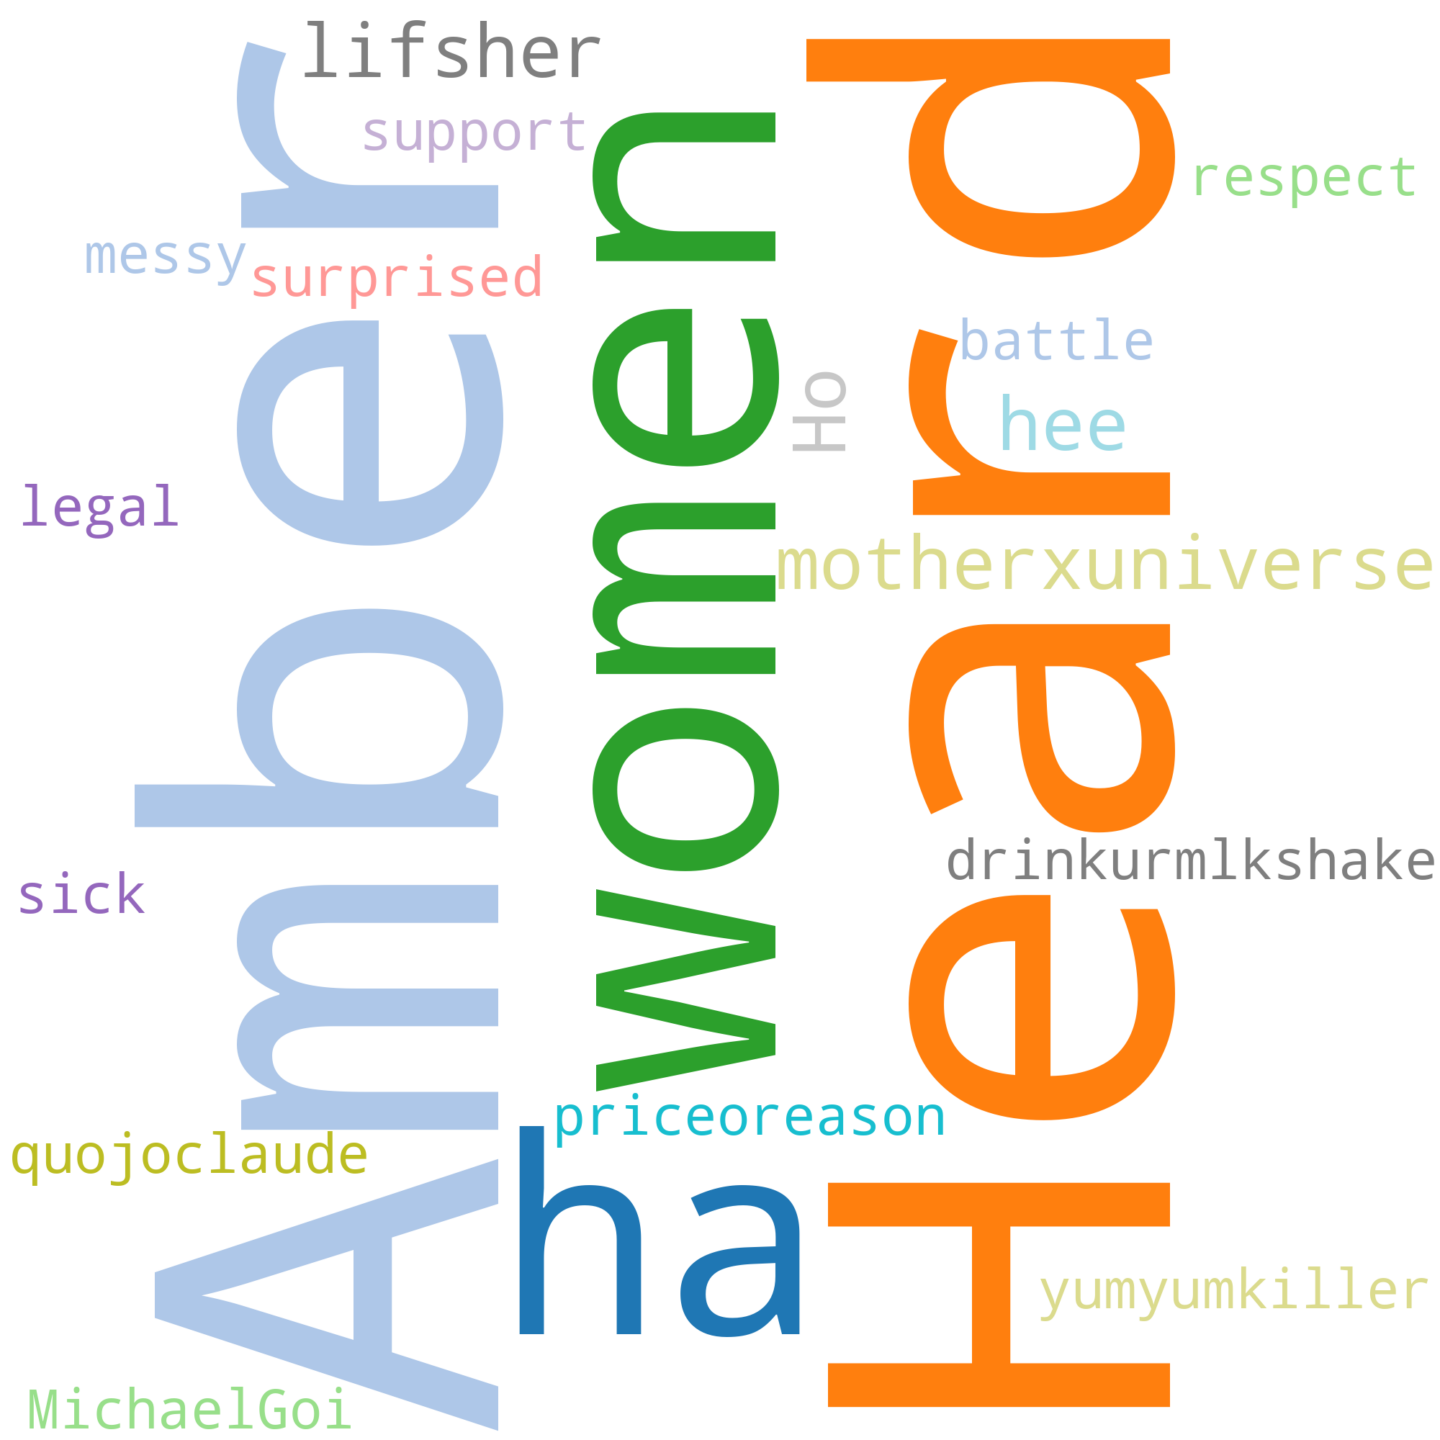 lifsher
support
respect
messy
surprised
battle
Ho
hee
legal
motherxuniverse
Amber
women
Heard
drinkurmlkshake
sick
priceoreason
quojoclaude
ha
yumyumkiller
MichaelGoi